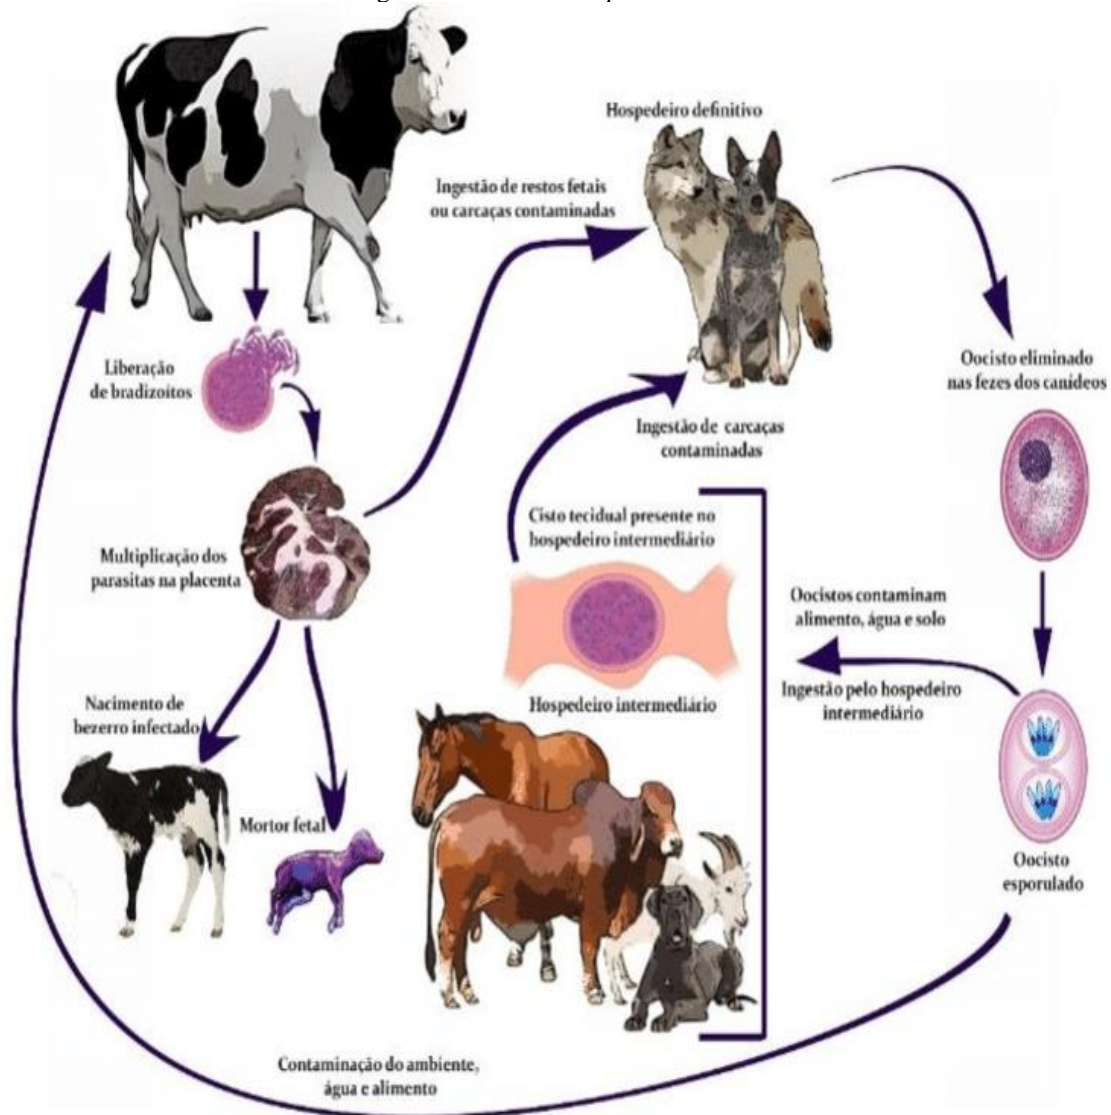 Hospedeiro definitivo
Ingestão de restos fetais
ou carcaças contaminadas
Liberação
de bradizoítos
Oocisto eliminado
nas fezes dos canídeos
Ingestão de carcaças
contaminadas
Cisto tecidual presente no
hospedeiro intermediário
Multiplicação dos
parasitas na placenta
Oocistos contaminam
alimento, água e solo
Ingestão pelo hospedeiro
intermediário
Hospedeiro intermediário
Nacimento de
bezerro infectado
Mortor fetal
Oocisto
esporulado
Contaminação do ambiente,
água e alimento